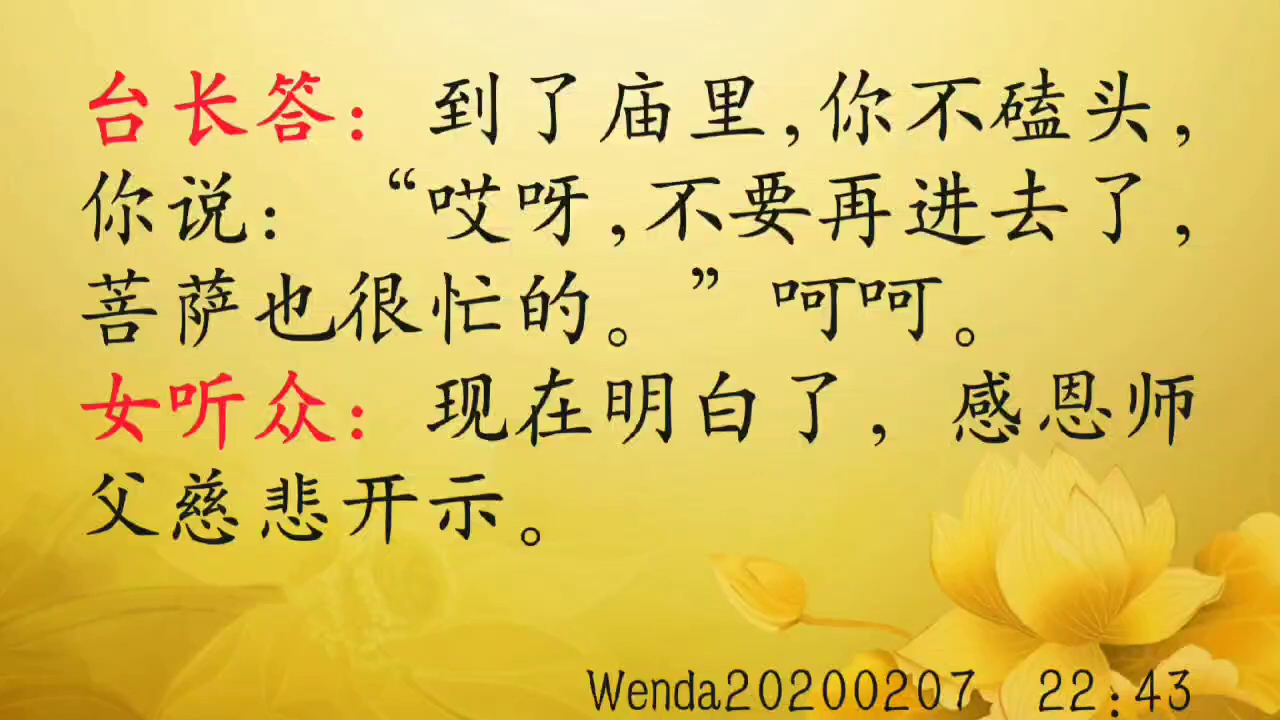 台长答：到了庙里,你不磕头，
你说：“哎呀,不要再进去了，
菩萨也很忙的。”呵呵。
女听众：现在明白了，感恩师
父慈悲开示。
Wenda20200207 22:43